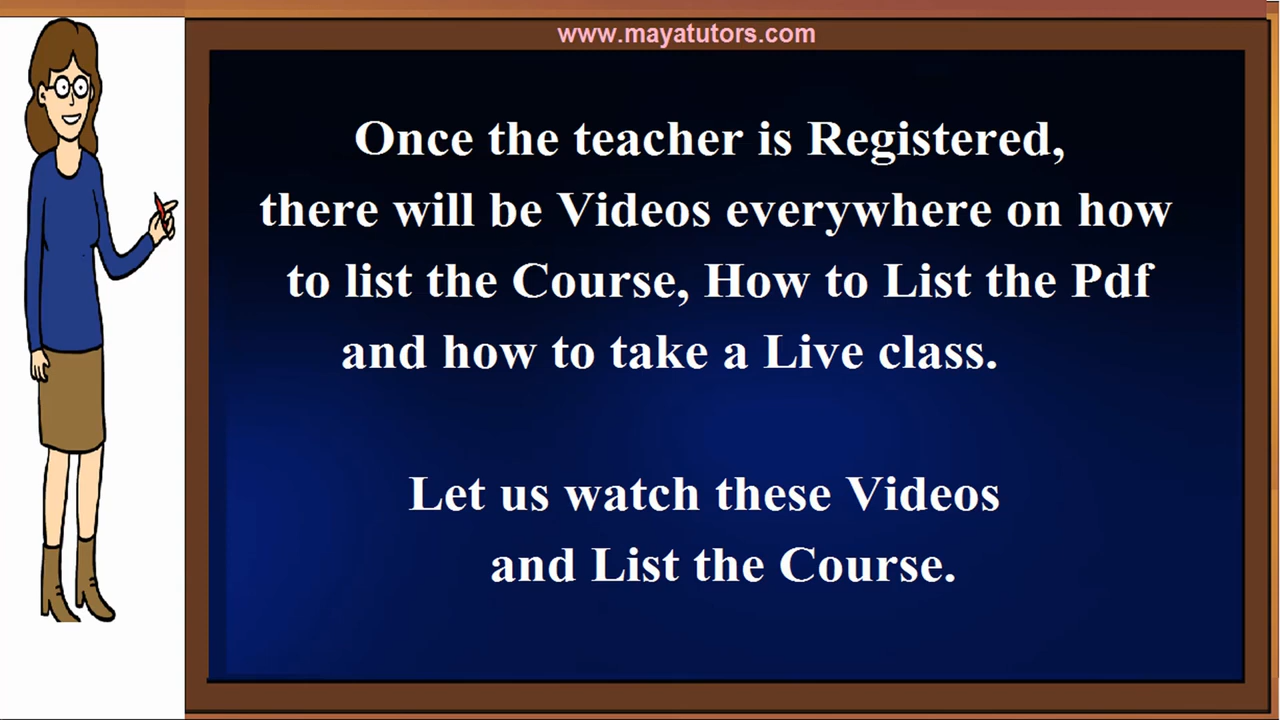 www.mayatutors.com
Once the teacher is Registered,
there will be Videos everywhere on how
to list the Course, How to List the Pdf
and how to take a Live class.
Let us watch these Videos
and List the Course.